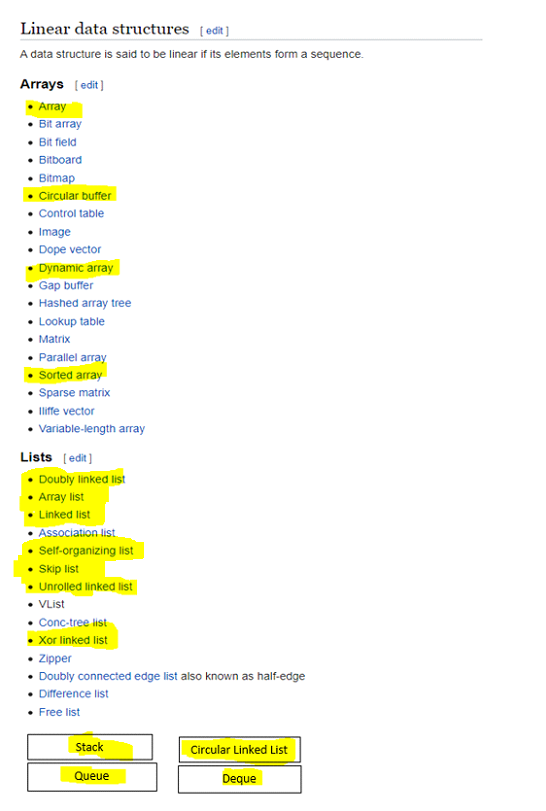 Linear data structures [ edit ]
A data structure is said to be linear if its elements form a sequence.
Arrays [ edit ]
• Array
• Bit array
• Bit field
• Bitboard
• Bitmap
• Circular buffer
• Control table
• Image
• Dope vector
• Dynamic array
• Gap buffer
• Hashed array tree
• Lookup table
• Matrix
• Parallel array
• Sorted array
• Sparse matrix
• Iliffe vector
• Variable-length array
Lists [ edit ]
• Doubly linked list
• Array list
• Linked list
• Association list
• Self-organizing list
• Skip list
• Unrolled linked list
• VList
• Conc-tree list
• Xor linked list
• Zipper
• Doubly connected edge list also known as half-edge
• Difference list
• Free list
Stack
Circular Linked List
Queue
Deque